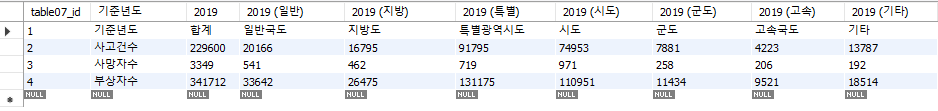 table07_id 기준년도 2019 2019 (일반) 2019 (지방) 2019 (특별) 2019 (시도) 2019 (군도) 2019 (고속) 2019 (기타)
1 기준년도 합계 일반국도 지방도 특별광역시도 시도 군도 고속국도 기타
2 사고건수 229600 20166 16795 91795 74953 7881 4223 13787
3 사망자수 3349 541 462 719 971 258 206 192
4 부상자수 341712 33642 26475 131175 110951 11434 9521 18514
NULL NULL NULL NULL NULL NULL NULL NULL NULL NULL